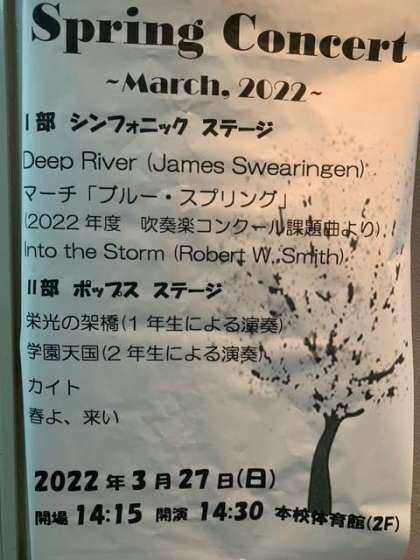 Spring Concert
~March, 2022~
I部 シンフォニック ステージ
Deep River (James Swearingen)
マーチ「ブルー・スプリング」
(2022年度 吹奏楽コンクール課題曲より)
Into the Storm (Robert W. Smith)
II部 ポップス ステージ
栄光の架橋(1年生による演奏)
学園天国(2年生による演奏)
カイト
春よ、来い
2022年3月27日(日)
開場 14:15 開演 14:30 本校体育館(2F)